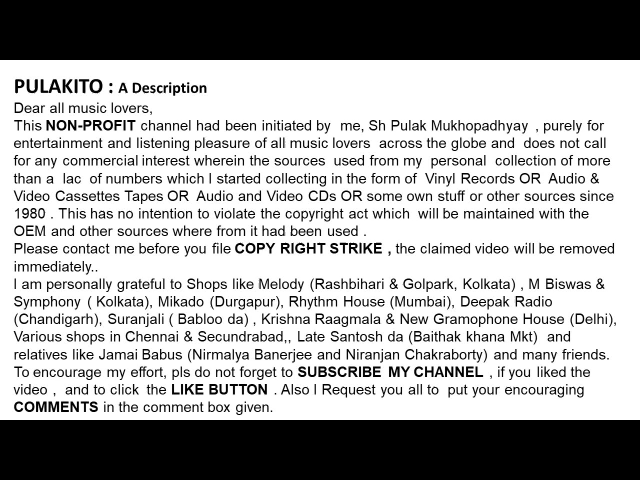 PULAKITO : A Description
Dear all music lovers,
This NON-PROFIT channel had been initiated by me, Sh Pulak Mukhopadhyay , purely for
entertainment and listening pleasure of all music lovers across the globe and does not call
for any commercial interest wherein the sources used from my personal collection of more
than a lac of numbers which I started collecting in the form of Vinyl Records OR Audio &
Video Cassettes Tapes OR Audio and Video CDs OR some own stuff or other sources since
1980 . This has no intention to violate the copyright act which will be maintained with the
OEM and other sources where from it had been used .
Please contact me before you file COPY RIGHT STRIKE , the claimed video will be removed
immediately..
I am personally grateful to Shops like Melody (Rashbihari & Golpark, Kolkata) , M Biswas &
Symphony ( Kolkata), Mikado (Durgapur), Rhythm House (Mumbai), Deepak Radio
(Chandigarh), Suranjali ( Babloo da) , Krishna Raagmala & New Gramophone House (Delhi),
Various shops in Chennai & Secundrabad,, Late Santosh da (Baithak khana Mkt) and
relatives like Jamai Babus (Nirmalya Banerjee and Niranjan Chakraborty) and many friends.
To encourage my effort, pls do not forget to SUBSCRIBE MY CHANNEL , if you liked the
video , and to click the LIKE BUTTON . Also I Request you all to put your encouraging
COMMENTS in the comment box given.